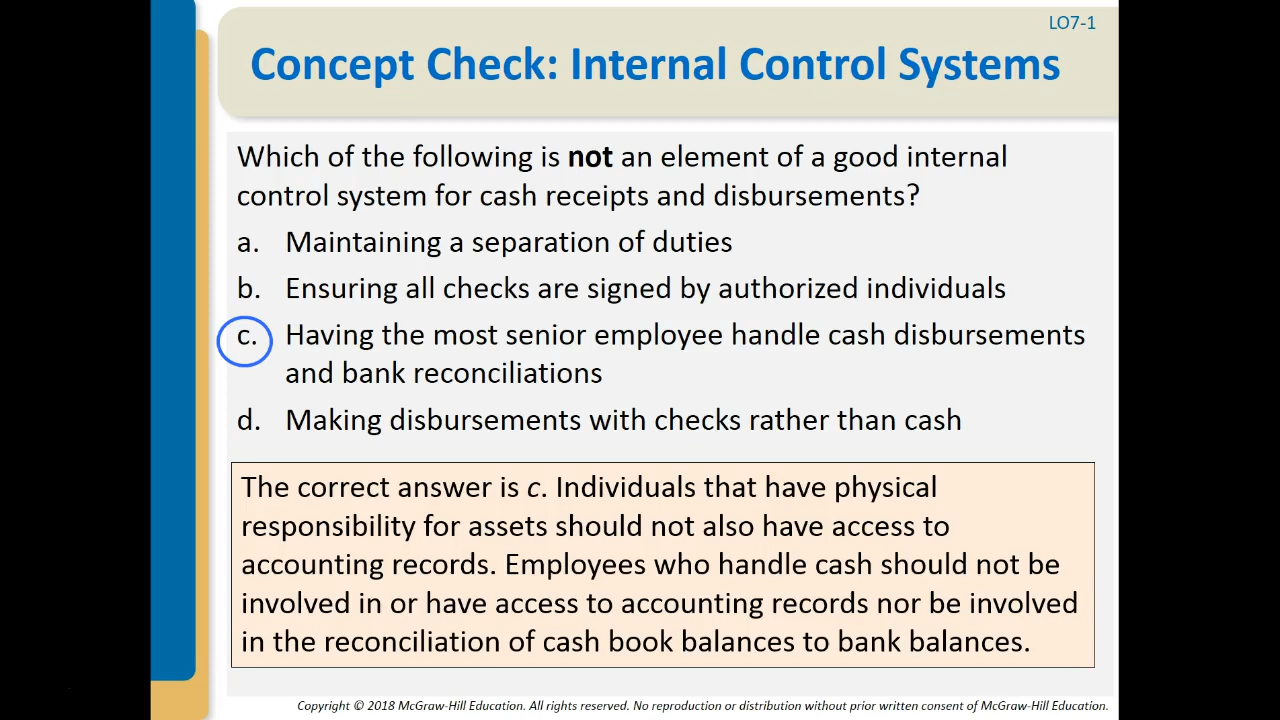 LO7-1
Concept Check: Internal Control Systems
Which of the following is not an element of a good internal
control system for cash receipts and disbursements?
a. Maintaining a separation of duties
b. Ensuring all checks are signed by authorized individuals
c. Having the most senior employee handle cash disbursements
and bank reconciliations
d. Making disbursements with checks rather than cash
The correct answer is c. Individuals that have physical
responsibility for assets should not also have access to
accounting records. Employees who handle cash should not be
involved in or have access to accounting records nor be involved
in the reconciliation of cash book balances to bank balances.
Copyright © 2018 McGraw-Hill Education. All rights reserved. No reproduction or distribution without prior written consent of McGraw-Hill Education.